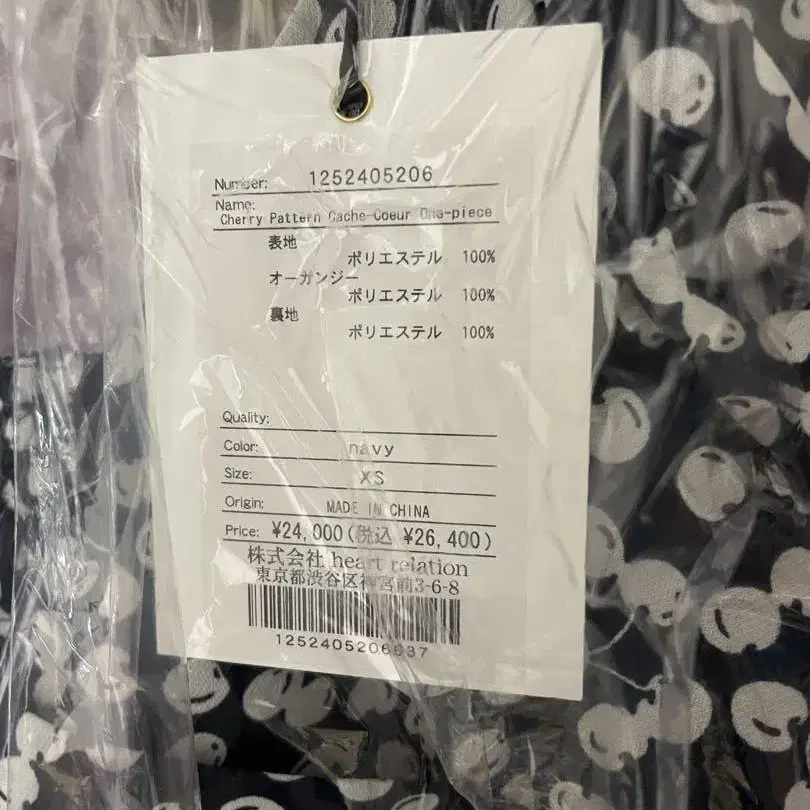 Number: 1252405206
Name:
Cherry Pattern Cache-Coeur One-piece
表地
ポリエステル 100%
オーガンジー
ポリエステル 100%
裏地
ポリエステル 100%
Quality:
Color: navy
Size: XS
Origin: MADE IN CHINA
Price: ¥24,000(税込 ¥26,400)
株式会社 heart relation
東京都渋谷区神宮前3-6-8